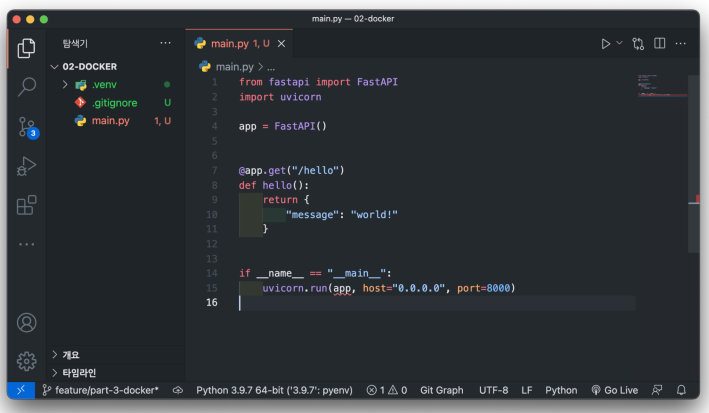 main.py — 02-docker
탐색기 ...
02-DOCKER
.venv
.gitignore U
main.py 1, U
개요
타임라인
main.py 1, U
main.py > ...
1 from fastapi import FastAPI
2 import uvicorn
3
4 app = FastAPI()
5
6
7 @app.get("/hello")
8 def hello():
9 return {
10 "message": "world!"
11 }
12
13
14 if __name__ == "__main__":
15 uvicorn.run(app, host="0.0.0.0", port=8000)
16
3
feature/part-3-docker* Python 3.9.7 64-bit ('3.9.7': pyenv) 1 0 Git Graph UTF-8 LF Python Go Live